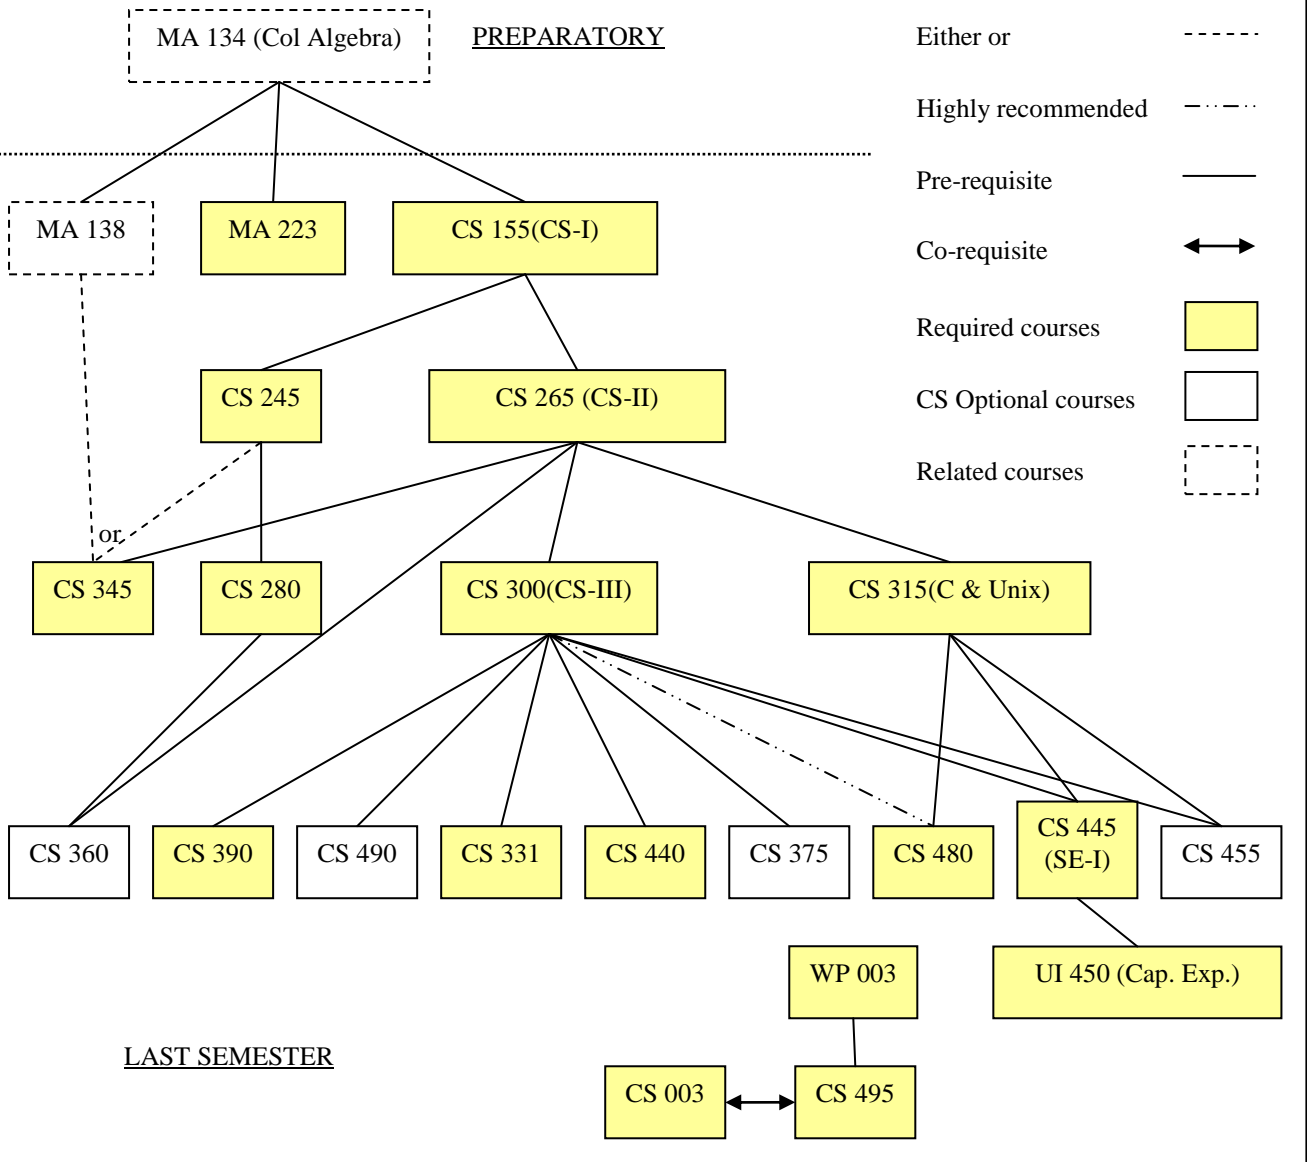 MA 134 (Col Algebra)
PREPARATORY
Either or
Highly recommended
Pre-requisite
Co-requisite
Required courses
CS Optional courses
Related courses
MA 138
MA 223
CS 155(CS-I)
CS 245
CS 265 (CS-II)
or
CS 345
CS 280
CS 300(CS-III)
CS 315(C & Unix)
CS 360
CS 390
CS 490
CS 331
CS 440
CS 375
CS 480
CS 445
(SE-I)
CS 455
WP 003
UI 450 (Cap. Exp.)
LAST SEMESTER
CS 003
CS 495